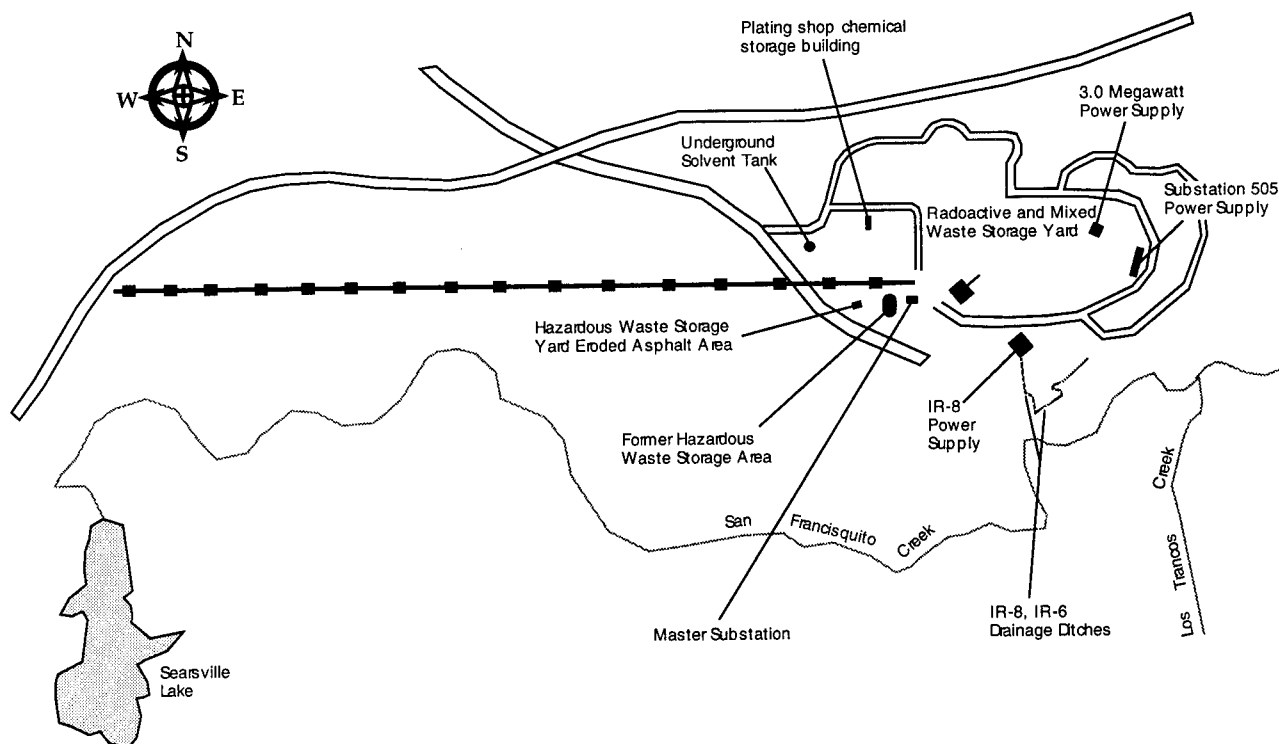 Plating shop chemical
storage building
N
W
E
S
3.0 Megawatt
Power Supply
Underground
Solvent Tank
Substation 505
Power Supply
Radoactive and Mixed
Waste Storage Yard
Hazardous Waste Storage
Yard Eroded Asphalt Area
IR-8
Power
Supply
Former Hazardous
Waste Storage Area
San Francisquito Creek
Los Trancos Creek
IR-8, IR-6
Drainage Ditches
Master Substation
Searsville
Lake